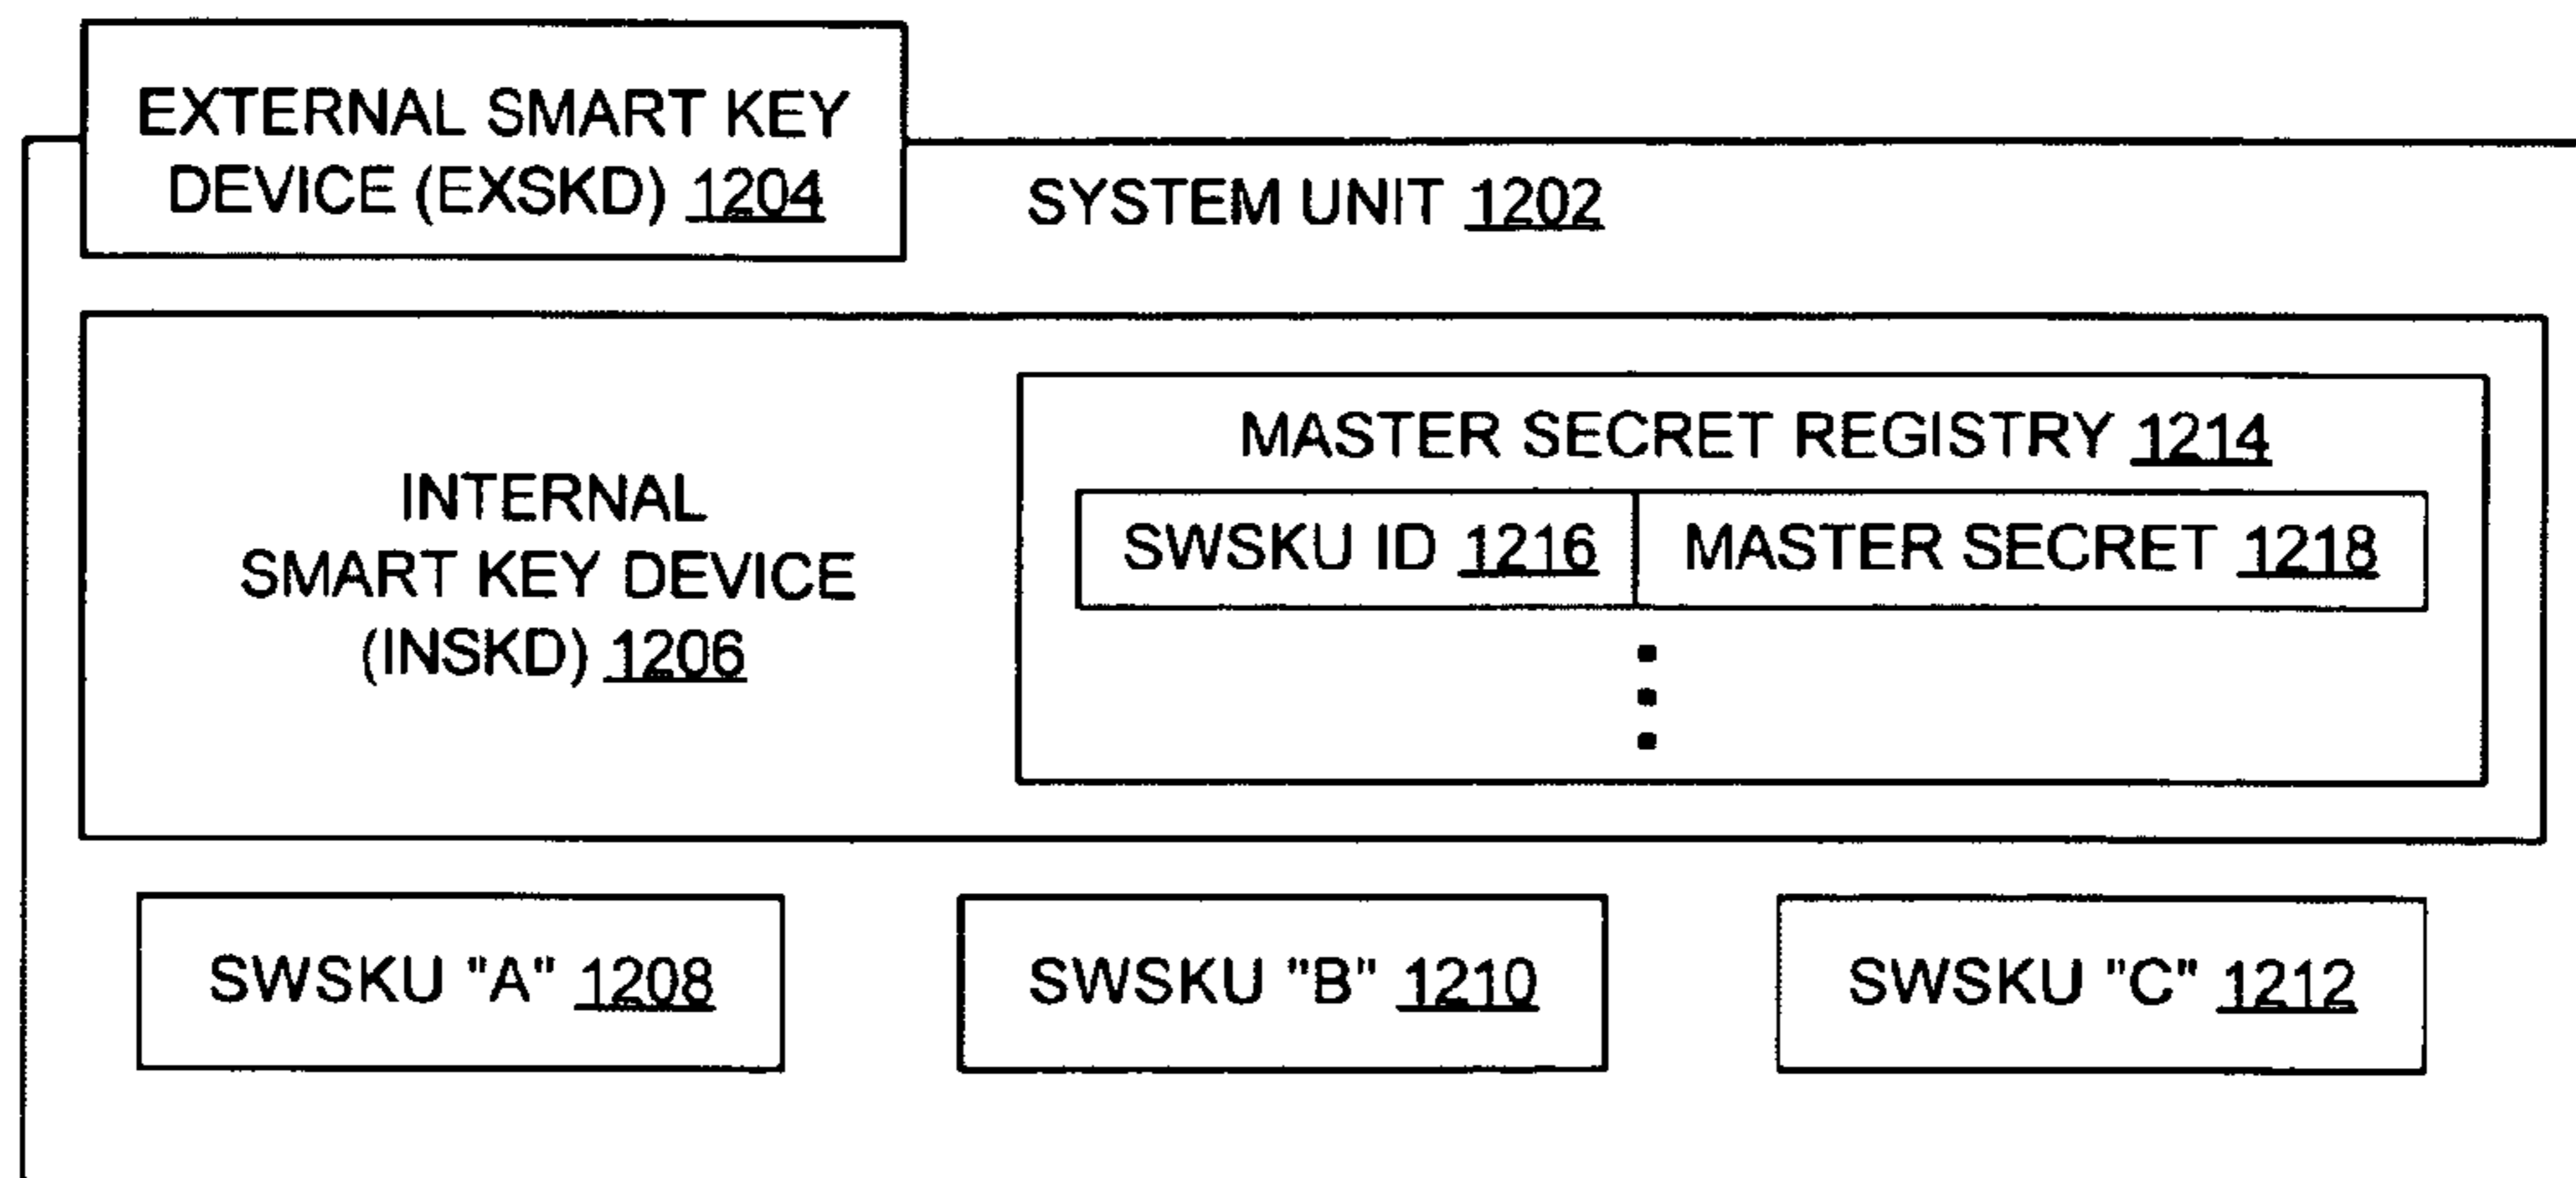 EXTERNAL SMART KEY
DEVICE (EXSKD) 1204
SYSTEM UNIT 1202
INTERNAL
SMART KEY DEVICE
(INSKD) 1206
MASTER SECRET REGISTRY 1214
SWSKU ID 1216
MASTER SECRET 1218
SWSKU "A" 1208
SWSKU "B" 1210
SWSKU "C" 1212